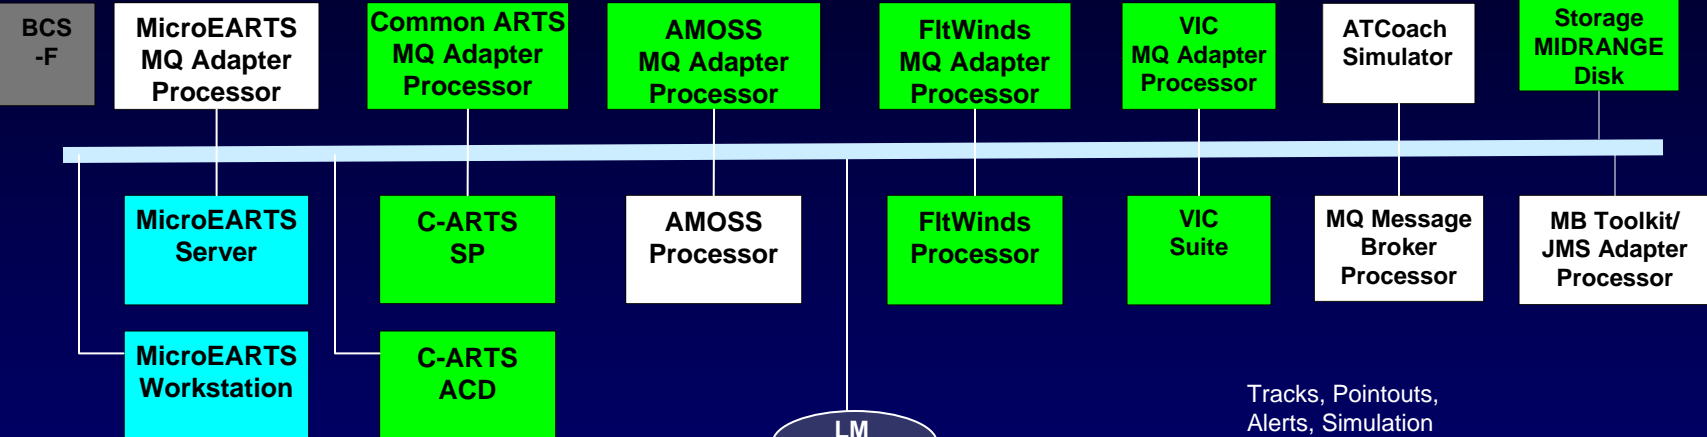 BCS
-F
MicroEARTS
MQ Adapter
Processor
Common ARTS
MQ Adapter
Processor
AMOSS
MQ Adapter
Processor
FltWinds
MQ Adapter
Processor
VIC
MQ Adapter
Processor
ATCoach
Simulator
Storage
MIDRANGE
Disk
MicroEARTS
Server
C-ARTS
SP
AMOSS
Processor
FltWinds
Processor
VIC
Suite
MQ Message
Broker
Processor
MB Toolkit/
JMS Adapter
Processor
MicroEARTS
Workstation
C-ARTS
ACD
LM
Tracks, Pointouts,
Alerts, Simulation